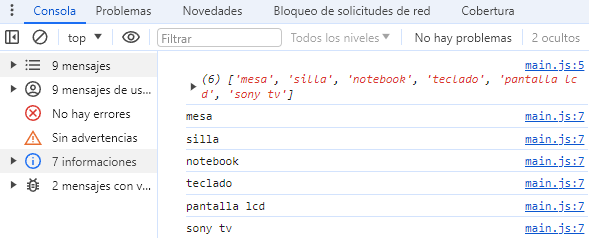 Consola Problemas Novedades Bloqueo de solicitudes de red Cobertura
top Filtrar Todos los niveles No hay problemas 2 ocultos
9 mensajes
9 mensajes de us...
No hay errores
Sin advertencias
7 informaciones
2 mensajes con v...
main.js:5
(6) ['mesa', 'silla', 'notebook', 'teclado', 'pantalla lc
d', 'sony tv']
mesa main.js:7
silla main.js:7
notebook main.js:7
teclado main.js:7
pantalla lcd main.js:7
sony tv main.js:7